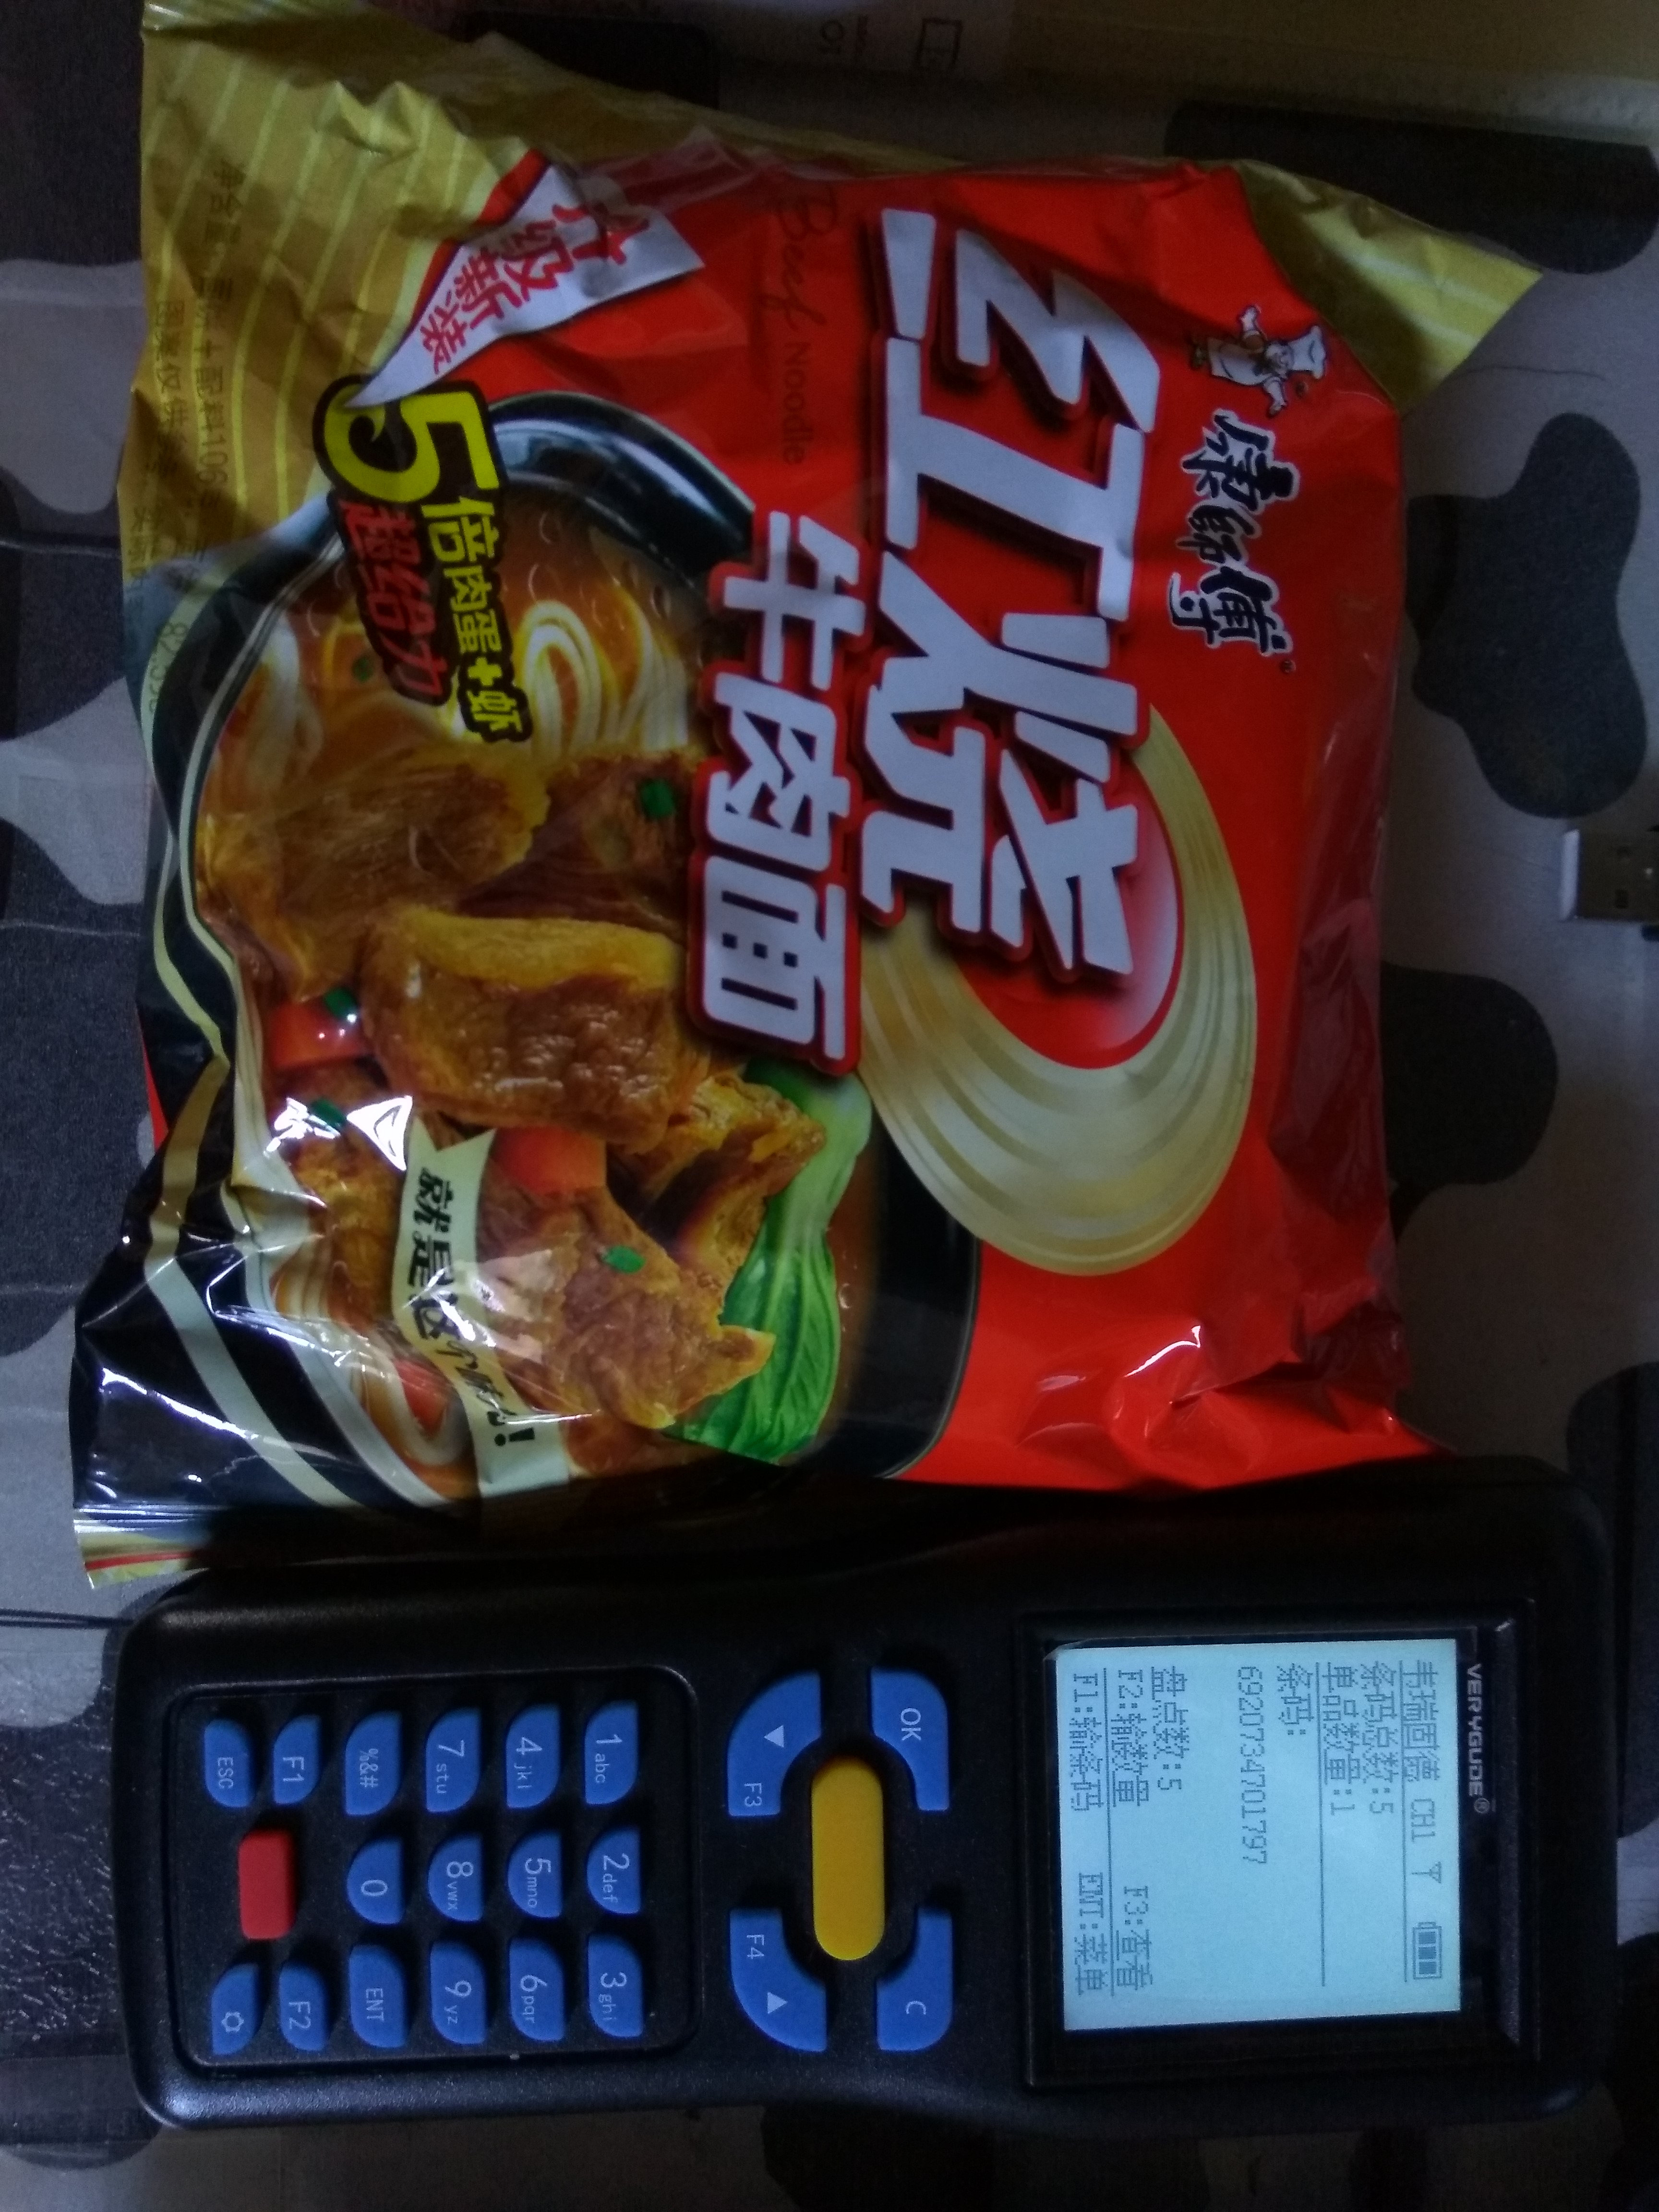 康師傅
红烧
牛肉面
Beef Noodle
升级新装
5倍肉蛋+虾
超给力
就是这个味儿!
VERYGUDE®
韦瑞固德 CH1
条码总数:5
单品数量:1
条码:
6920734701797
盘点数:5
F2:输数量 F3:查看
F1:输条码 ENT:菜单
OK
C
F3
F4
1abc 2def 3ghi
4jkl 5mno 6pqr
7stu 8vwx 9yz
%&# 0 ENT
F1 F2
ESC